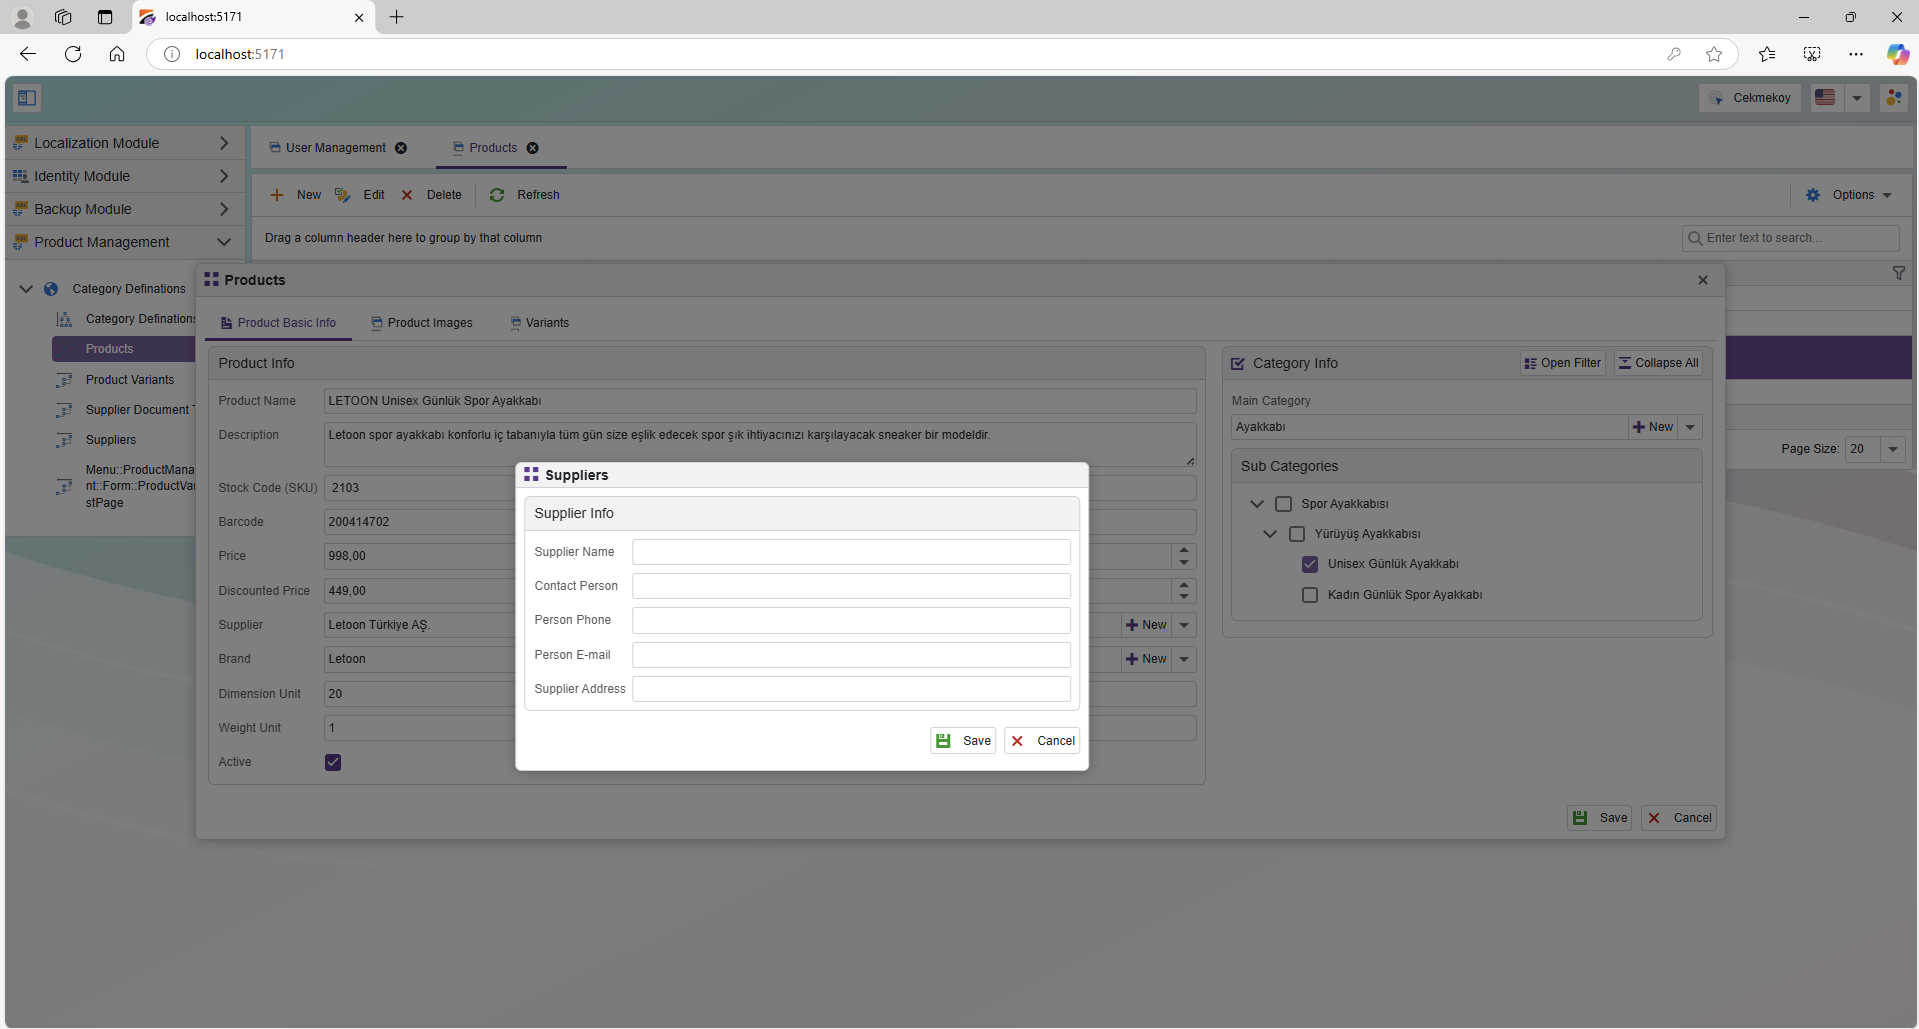 localhost:5171
localhost:5171
Cekmekoy
Localization Module
Identity Module
Backup Module
Product Management
Category Definations
Category Definations
Products
Product Variants
Supplier Document
Suppliers
Menu::ProductMana
nt::Form::ProductVa
stPage
User Management
Products
New
Edit
Delete
Refresh
Options
Drag a column header here to group by that column
Enter text to search...
Page Size: 20
Products
Product Basic Info
Product Images
Variants
Product Info
Product Name
LETOON Unisex Günlük Spor Ayakkabı
Description
Letoon spor ayakkabı konforlu iç tabanıyla tüm gün size eşlik edecek spor şık ihtiyacınızı karşılayacak sneaker bir modeldir.
Stock Code (SKU)
2103
Barcode
200414702
Price
998,00
Discounted Price
449,00
Supplier
Letoon Türkiye AŞ.
New
Brand
Letoon
New
Dimension Unit
20
Weight Unit
1
Active
Category Info
Open Filter
Collapse All
Main Category
Ayakkabı
New
Sub Categories
Spor Ayakkabısı
Yürüyüş Ayakkabısı
Unisex Günlük Ayakkabı
Kadın Günlük Spor Ayakkabı
Save
Cancel
Suppliers
Supplier Info
Supplier Name
Contact Person
Person Phone
Person E-mail
Supplier Address
Save
Cancel